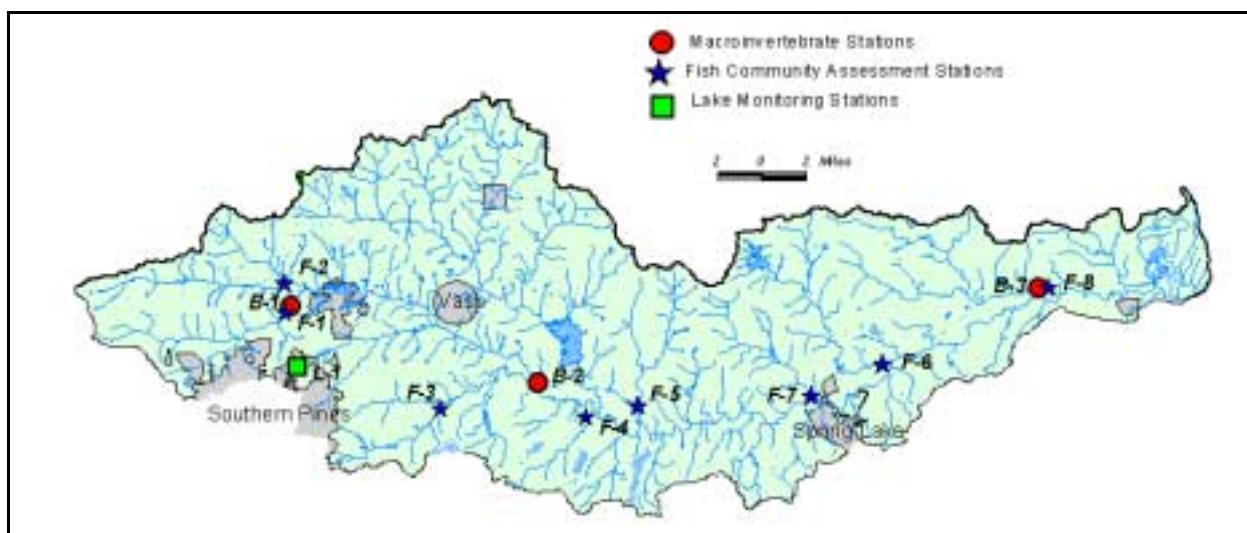 Macroinvertebrate Stations
Fish Community Assessment Stations
Lake Monitoring Stations
2 0 2 Miles
F-2
B-1
F-1
Vass
B-3
F-8
L-1
F-6
B-2
F-3
F-5
F-7
F-4
Southern Pines
Spring Lake